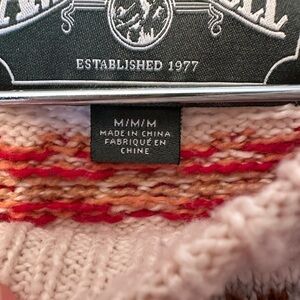 ESTABLISHED 1977
M/M/M
MADE IN CHINA
FABRIQUÉ EN
CHINE